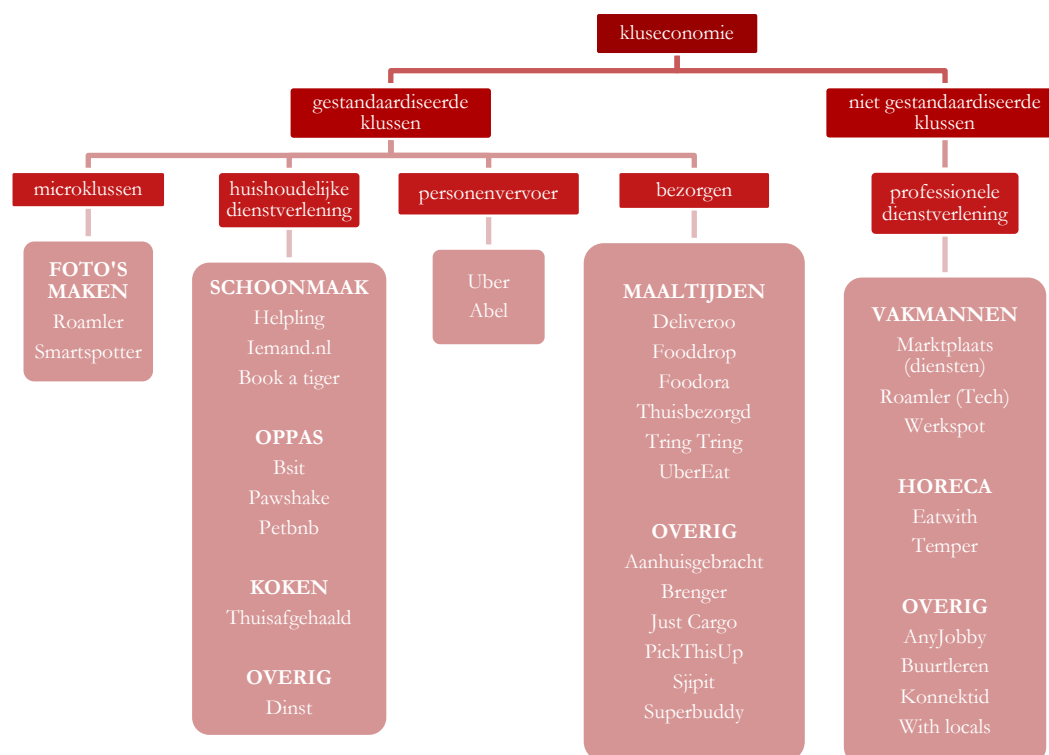 kluseconomie
gestandaardiseerde
klussen
niet gestandaardiseerde
klussen
microklussen
huishoudelijke
dienstverlening
personenvervoer
bezorgen
professionele
dienstverlening
FOTO'S
MAKEN
Roamler
Smartspotter
SCHOONMAAK
Helpling
Iemand.nl
Book a tiger
OPPAS
Bsit
Pawshake
Petbnb
KOKEN
Thuisafgehaald
OVERIG
Dinst
Uber
Abel
MAALTIJDEN
Deliveroo
Fooddrop
Foodora
Thuisbezorgd
Tring Tring
UberEat
OVERIG
Aanhuisgebracht
Brenger
Just Cargo
PickThisUp
Sjipit
Superbuddy
VAKMANNEN
Marktplaats
(diensten)
Roamler (Tech)
Werkspot
HORECA
Eatwith
Temper
OVERIG
AnyJobby
Buurtleren
Konnektid
With locals